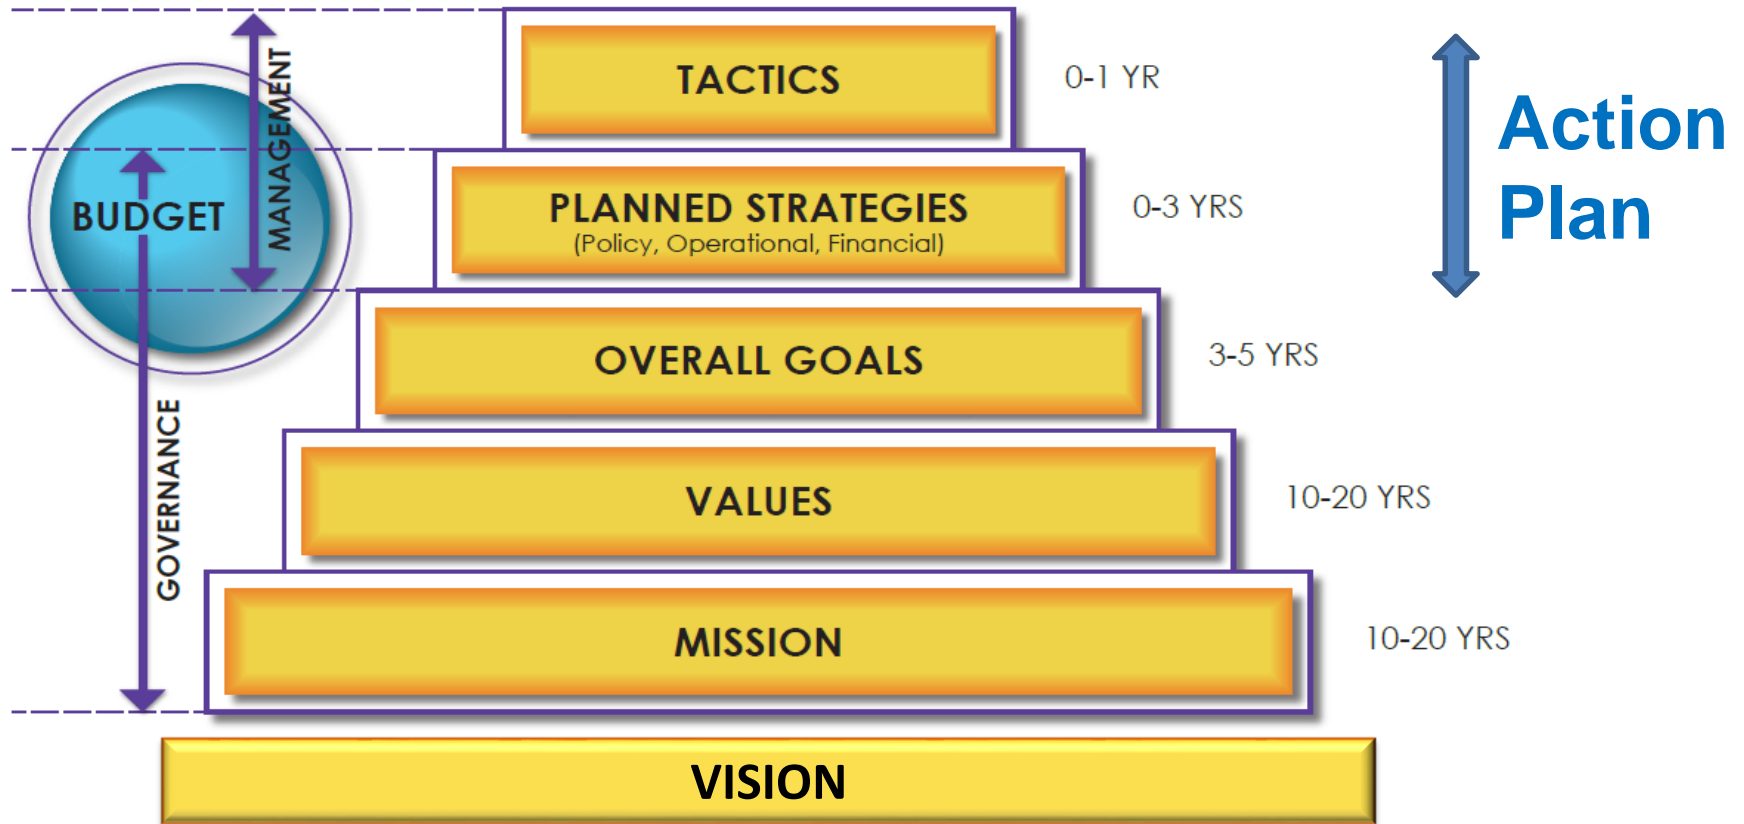 TACTICS
0-1 YR
MANAGEMENT
Action
Plan
BUDGET
PLANNED STRATEGIES
(Policy, Operational, Financial)
0-3 YRS
OVERALL GOALS
3-5 YRS
GOVERNANCE
VALUES
10-20 YRS
MISSION
10-20 YRS
VISION